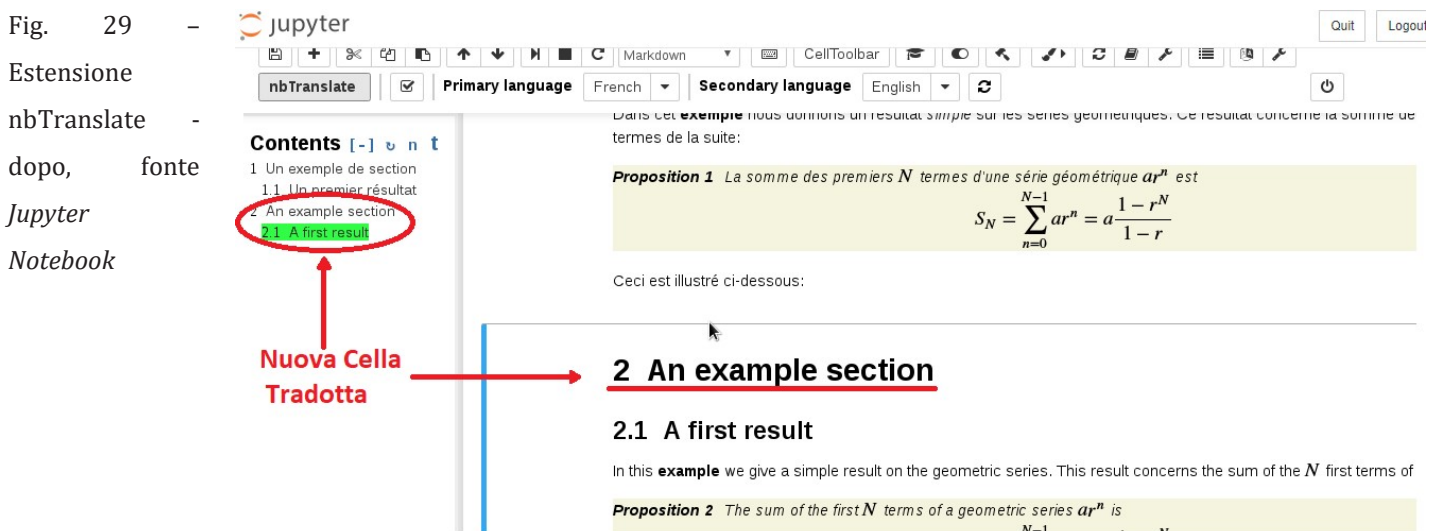 Fig. 29 –
Estensione
nbTranslate -
dopo, fonte
Jupyter
Notebook
jupyter
Quit Logout
Markdown CellToolbar
nbTranslate Primary language French Secondary language English
Contents [-] ↻ n t
1 Un exemple de section
1.1 Un premier résultat
2 An example section
2.1 A first result
Nuova Cella
Tradotta
Dans cet exemple nous donnons un résultat simple sur les séries géométriques. Ce résultat concerne la somme de
termes de la suite:
Proposition 1 La somme des premiers N termes d'une série géométrique ar^n est
S_N = \sum_{n=0}^{N-1} ar^n = a \frac{1 - r^N}{1 - r}
Ceci est illustré ci-dessous:
2 An example section
2.1 A first result
In this example we give a simple result on the geometric series. This result concerns the sum of the N first terms of
Proposition 2 The sum of the first N terms of a geometric series ar^n is
N−1